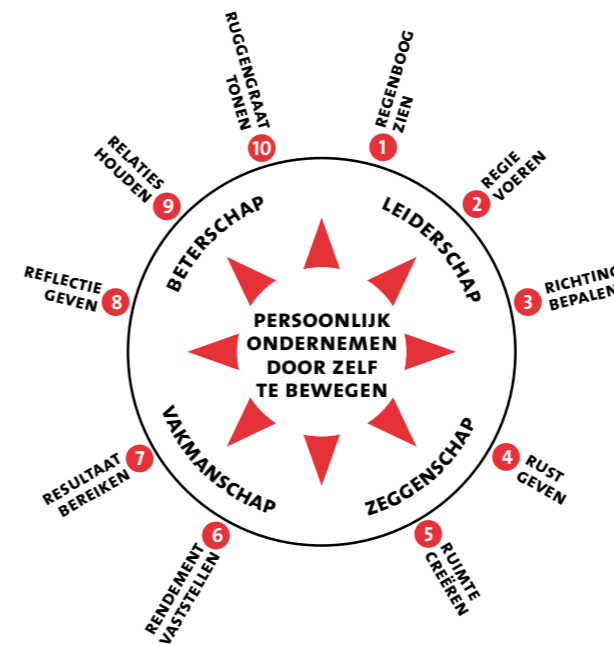 1
REGENBOOG
ZIEN
2
REGIE
VOEREN
3
RICHTING
BEPALEN
4
RUST
GEVEN
5
RUIMTE
CREËREN
6
RENDEMENT
VASTSTELLEN
7
RESULTAAT
BEREIKEN
8
REFLECTIE
GEVEN
9
RELATIES
HOUDEN
10
RUGGENGRAAT
TONEN
LEIDERSCHAP
ZEGGENSCHAP
VAKMANSCHAP
BETERSCHAP
PERSOONLIJK
ONDERNEMEN
DOOR ZELF
TE BEWEGEN